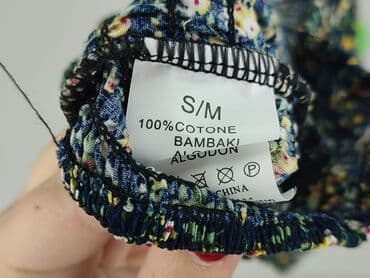 S/M
100% COTONE
BAMBAKI
ALGODON
CHINA